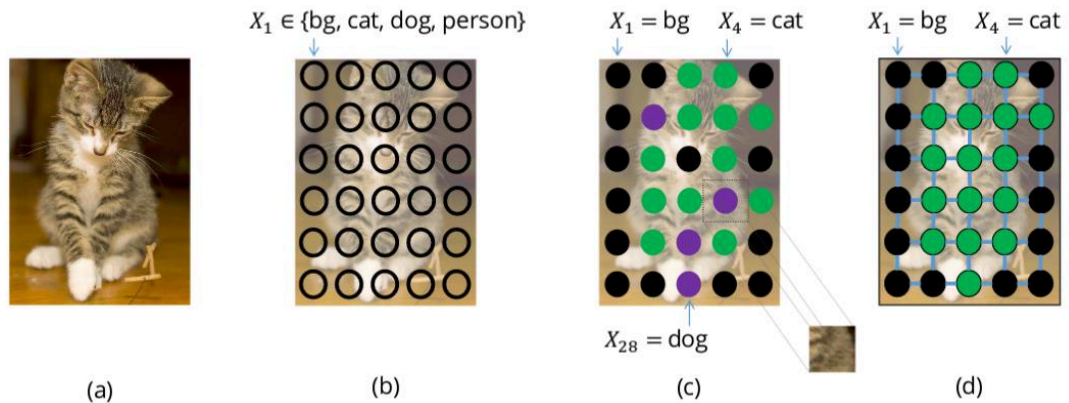 X₁ ∈ {bg, cat, dog, person}
X₁ = bg
X₄ = cat
X₁ = bg
X₄ = cat
X₂₈ = dog
(a)
(b)
(c)
(d)